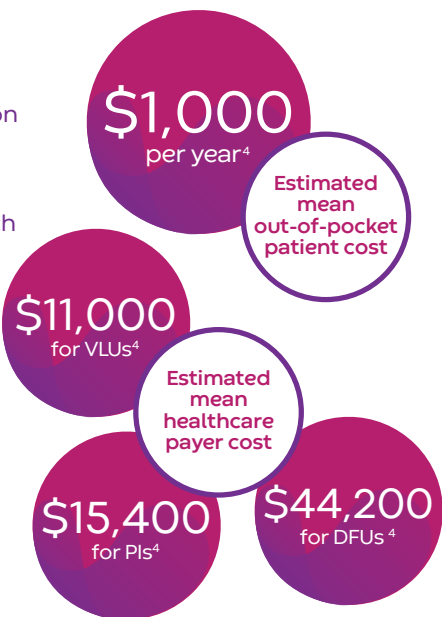 on
$1,000
per year⁴
Estimated
mean
out-of-pocket
patient cost
$11,000
for VLUs⁴
Estimated
mean
healthcare
payer cost
$15,400
for PIs⁴
$44,200
for DFUs ⁴